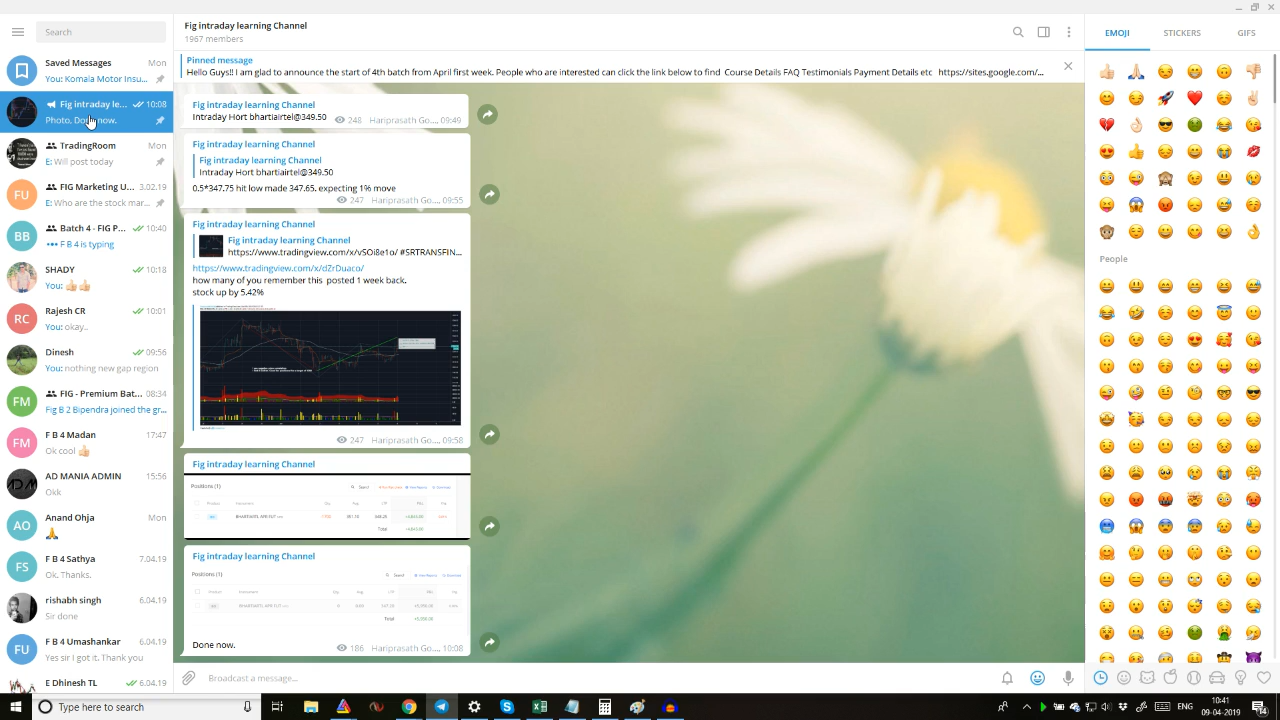 Search
Saved Messages Mon
You: Komala Motor Insu...
Fig intraday le... 10:08
Photo, Done now.
TradingRoom Mon
E: Will post today
FU
FIG Marketing U... 3.02.19
E: Who are the stock mar...
BB
Batch 4 - FIG P... 10:40
F B 4 is typing
SHADY 10:18
You: 👍👍
RC
Rajesh CR 10:01
You: okay..
Dinesh 09:56
You: nothing new gap region
FM
FIG - Premium Bat... 08:34
Fig B 2 Bipendra joined the gr...
FM
F B 4 Madan 17:47
Ok cool 👍
AD MANIA ADMIN 15:56
Okk
AO
Anand Ohja Mon
🙏
FS
F B 4 Sathya 7.04.19
Ok. Thanks.
rishabh singh 6.04.19
Sir done
FU
F B 4 Umashankar 6.04.19
Yes sir I got it. Thank you
E Dhinesh TL 6.04.19
Fig intraday learning Channel
1967 members
Pinned message
Hello Guys!! I am glad to announce the start of 4th batch from April first week. People who are interested can click the link below to find Course Details FAQ Testimonials Payment Details etc https://sites.google.com/...
Fig intraday learning Channel
Intraday Hort bhartiairtel@349.50 248 Hariprasath Go..., 09:49
Fig intraday learning Channel
Fig intraday learning Channel
Intraday Hort bhartiairtel@349.50
0.5*347.75 hit low made 347.65. expecting 1% move
247 Hariprasath Go..., 09:55
Fig intraday learning Channel
Fig intraday learning Channel
https://www.tradingview.com/x/vSOi8e1o/ #SRTRANSFIN...
https://www.tradingview.com/x/dZrDuaco/
how many of you remember this posted 1 week back.
stock up by 5.42%
247 Hariprasath Go..., 09:58
Fig intraday learning Channel
Positions (1)
Search
Product Instrument Qty. Avg. LTP P&L
BHARTIARTL APR FUT
Total
Fig intraday learning Channel
Positions (1)
Search
Product Instrument Qty. Avg. LTP P&L
BHARTIARTL APR FUT
Total
Done now. 186 Hariprasath Go..., 10:08
Broadcast a message...
EMOJI STICKERS GIFS
People
Type here to search
ENG
10:41
09-04-2019